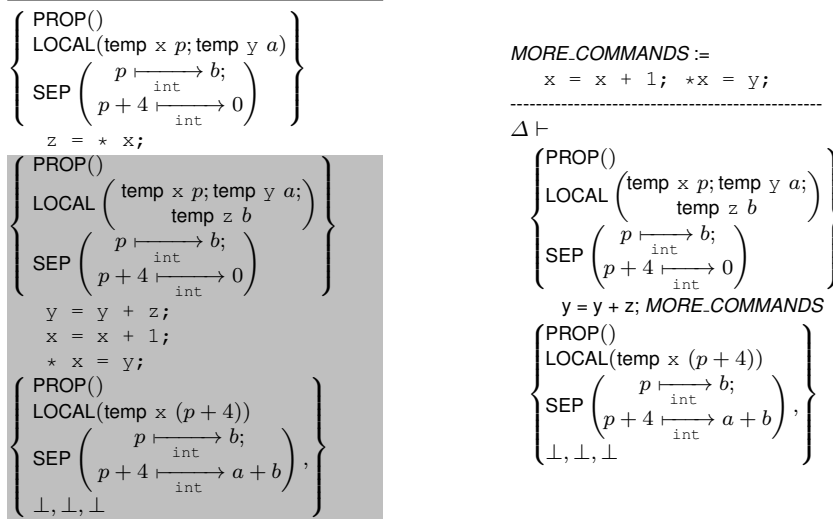 PROP()
LOCAL(temp x p; temp y a)
SEP ( p ↦ int b;
p + 4 ↦ int 0 )
z = * x;
PROP()
LOCAL ( temp x p; temp y a;
temp z b )
SEP ( p ↦ int b;
p + 4 ↦ int 0 )
y = y + z;
x = x + 1;
* x = y;
PROP()
LOCAL(temp x (p + 4))
SEP ( p ↦ int b;
p + 4 ↦ int a + b ) ,
⊥, ⊥, ⊥
MORE_COMMANDS :=
x = x + 1; *x = y;
Δ ⊢
PROP()
LOCAL ( temp x p; temp y a;
temp z b )
SEP ( p ↦ int b;
p + 4 ↦ int 0 )
y = y + z; MORE_COMMANDS
PROP()
LOCAL(temp x (p + 4))
SEP ( p ↦ int b;
p + 4 ↦ int a + b ) ,
⊥, ⊥, ⊥